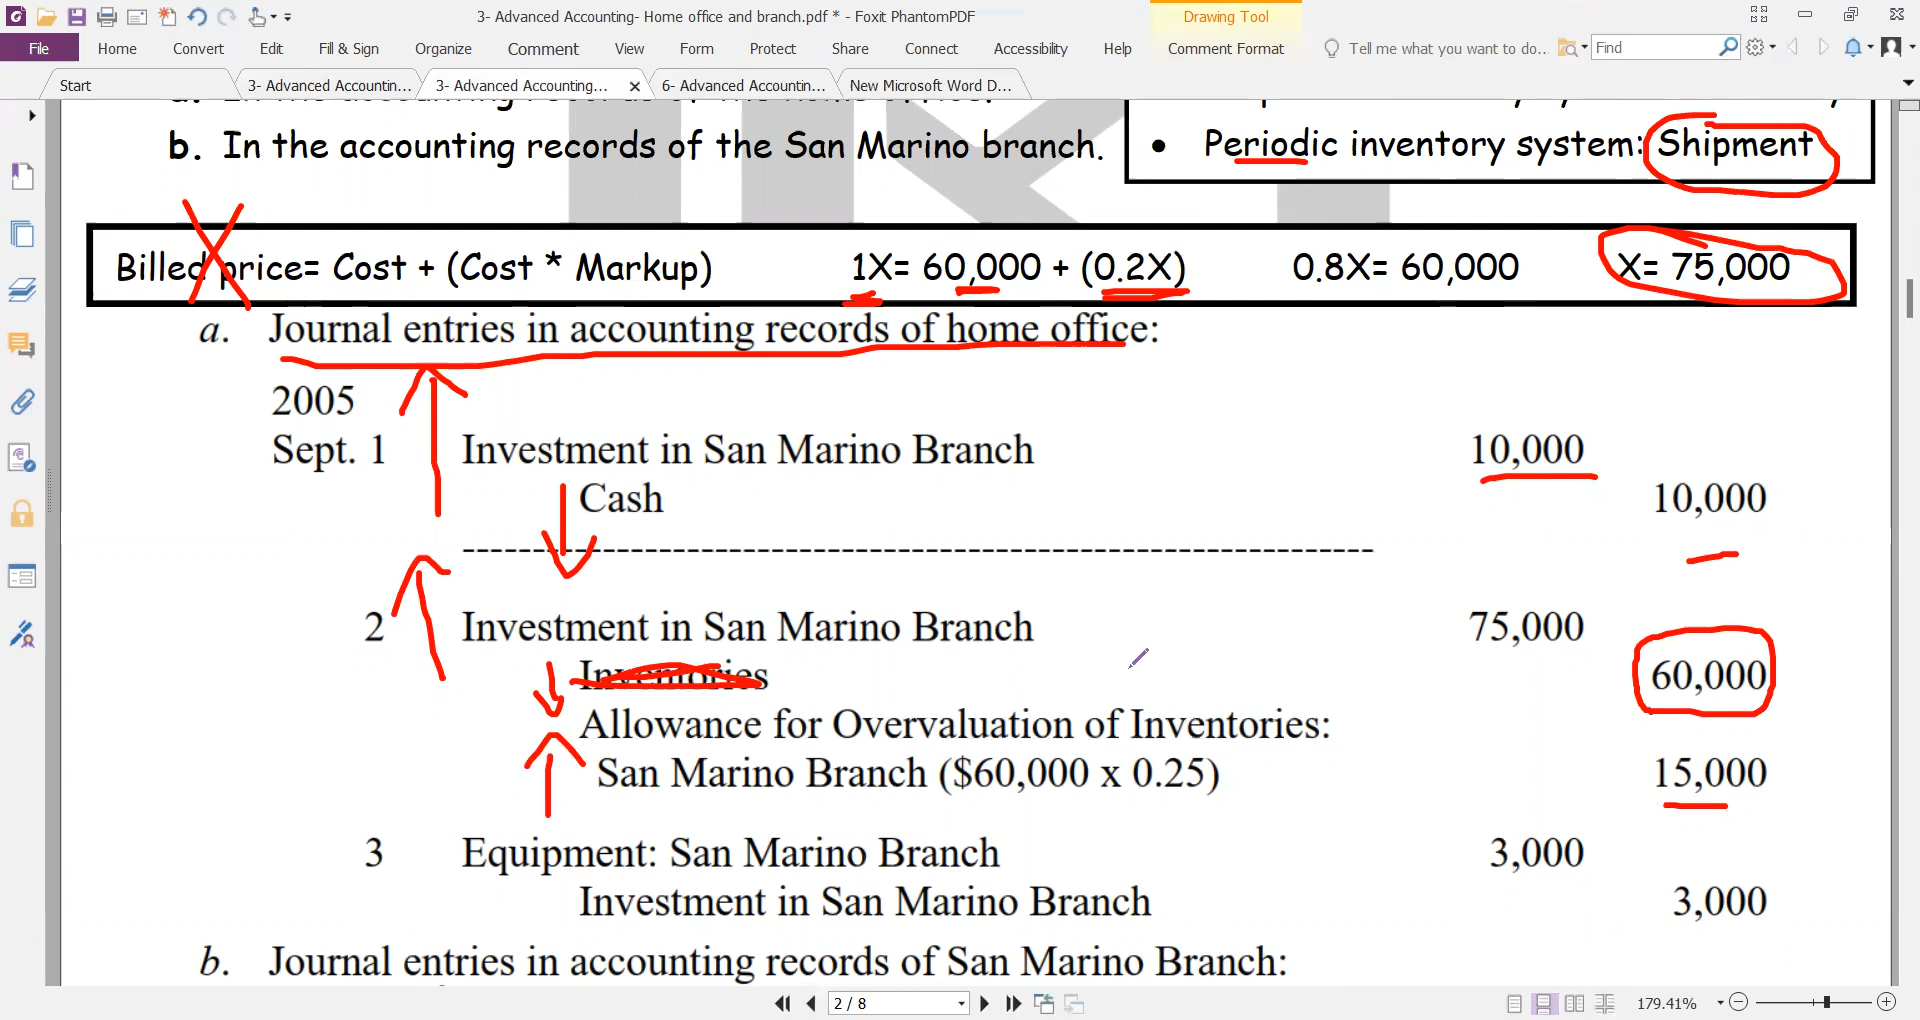 3- Advanced Accounting- Home office and branch.pdf * - Foxit PhantomPDF
Drawing Tool
File Home Convert Edit Fill & Sign Organize Comment View Form Protect Share Connect Accessibility Help Comment Format Tell me what you want to do... Find
Start 3- Advanced Accountin... 3- Advanced Accounting... 6- Advanced Accountin... New Microsoft Word D...
b. In the accounting records of the San Marino branch.
• Periodic inventory system: Shipment
Billed price= Cost + (Cost * Markup) 1X= 60,000 + (0.2X) 0.8X= 60,000 X= 75,000
a. Journal entries in accounting records of home office:
2005
Sept. 1 Investment in San Marino Branch 10,000
Cash 10,000
2 Investment in San Marino Branch 75,000
Inventories 60,000
Allowance for Overvaluation of Inventories:
San Marino Branch ($60,000 x 0.25) 15,000
3 Equipment: San Marino Branch 3,000
Investment in San Marino Branch 3,000
b. Journal entries in accounting records of San Marino Branch:
2 / 8 179.41%